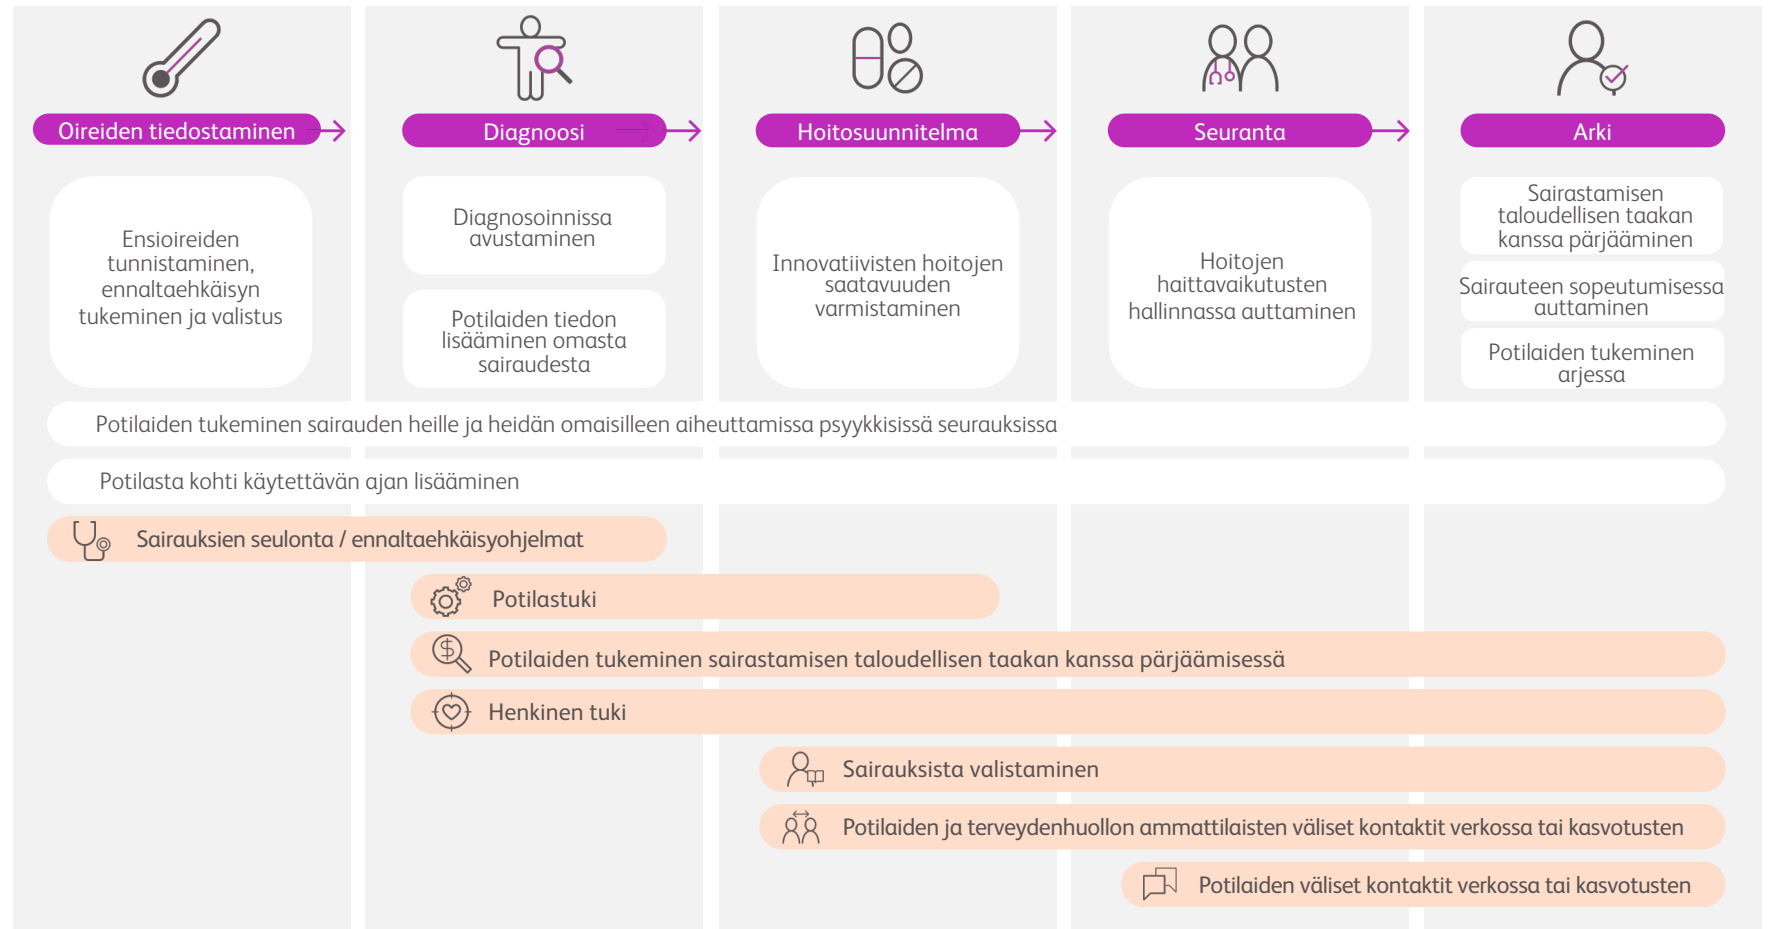 Oireiden tiedostaminen
Diagnoosi
Hoitosuunnitelma
Seuranta
Arki
Ensioireiden
tunnistaminen,
ennaltaehkäisyn
tukeminen ja valistus
Diagnosoinnissa
avustaminen
Potilaiden tiedon
lisääminen omasta
sairaudesta
Innovatiivisten hoitojen
saatavuuden
varmistaminen
Hoitojen
haittavaikutusten
hallinnassa auttaminen
Sairastamisen
taloudellisen taakan
kanssa pärjääminen
Sairauteen sopeutumisessa
auttaminen
Potilaiden tukeminen
arjessa
Potilaiden tukeminen sairauden heille ja heidän omaisilleen aiheuttamissa psyykkisissä seurauksissa
Potilasta kohti käytettävän ajan lisääminen
Sairauksien seulonta / ennaltaehkäisyohjelmat
Potilastuki
Potilaiden tukeminen sairastamisen taloudellisen taakan kanssa pärjäämisessä
Henkinen tuki
Sairauksista valistaminen
Potilaiden ja terveydenhuollon ammattilaisten väliset kontaktit verkossa tai kasvotusten
Potilaiden väliset kontaktit verkossa tai kasvotusten